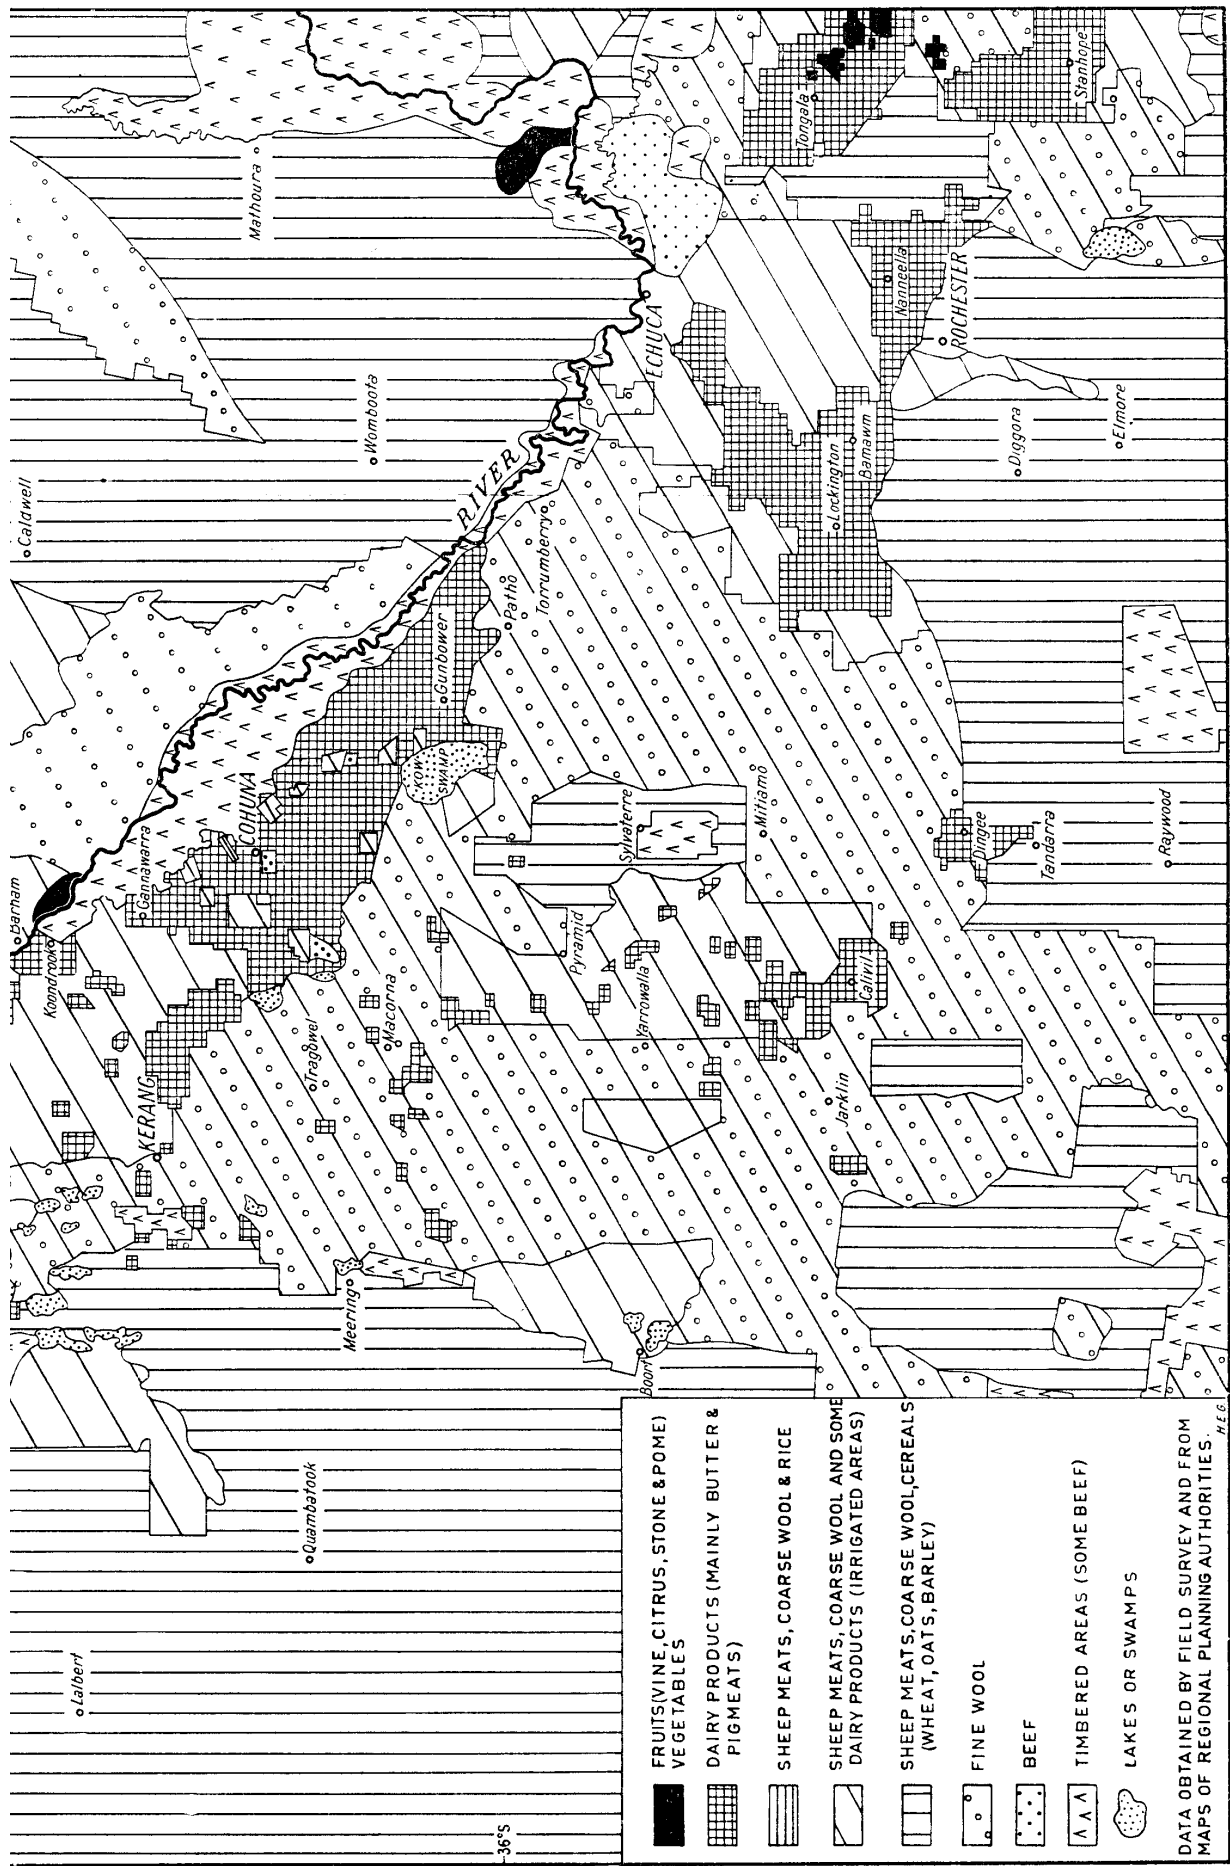 Barham
Koondrook
Gannawarra
COHUNA
KERANG
Tragowel
Macorna
Meering
Quambatook
Lalbert
36°S
Caldwell
Womboota
Mathoura
RIVER
Gunbower
KOW
SWAMP
Patho
Torrumberry
ECHUCA
Tongala
Stanhope
Nanneella
ROCHESTER
Lockington
Bamawm
Diggora
Elmore
Sylvaterre
Mitiamo
Pyramid
Yarrowalla
Calivil
Jarklin
Dingee
Tandarra
Raywood
Boort
FRUITS(VINE, CITRUS, STONE & POME)
VEGETABLES
DAIRY PRODUCTS (MAINLY BUTTER &
PIGMEATS)
SHEEP MEATS, COARSE WOOL & RICE
SHEEP MEATS, COARSE WOOL AND SOME
DAIRY PRODUCTS (IRRIGATED AREAS)
SHEEP MEATS, COARSE WOOL, CEREALS
(WHEAT, OATS, BARLEY)
FINE WOOL
BEEF
TIMBERED AREAS (SOME BEEF)
LAKES OR SWAMPS
DATA OBTAINED BY FIELD SURVEY AND FROM
MAPS OF REGIONAL PLANNING AUTHORITIES.
H.E.G.